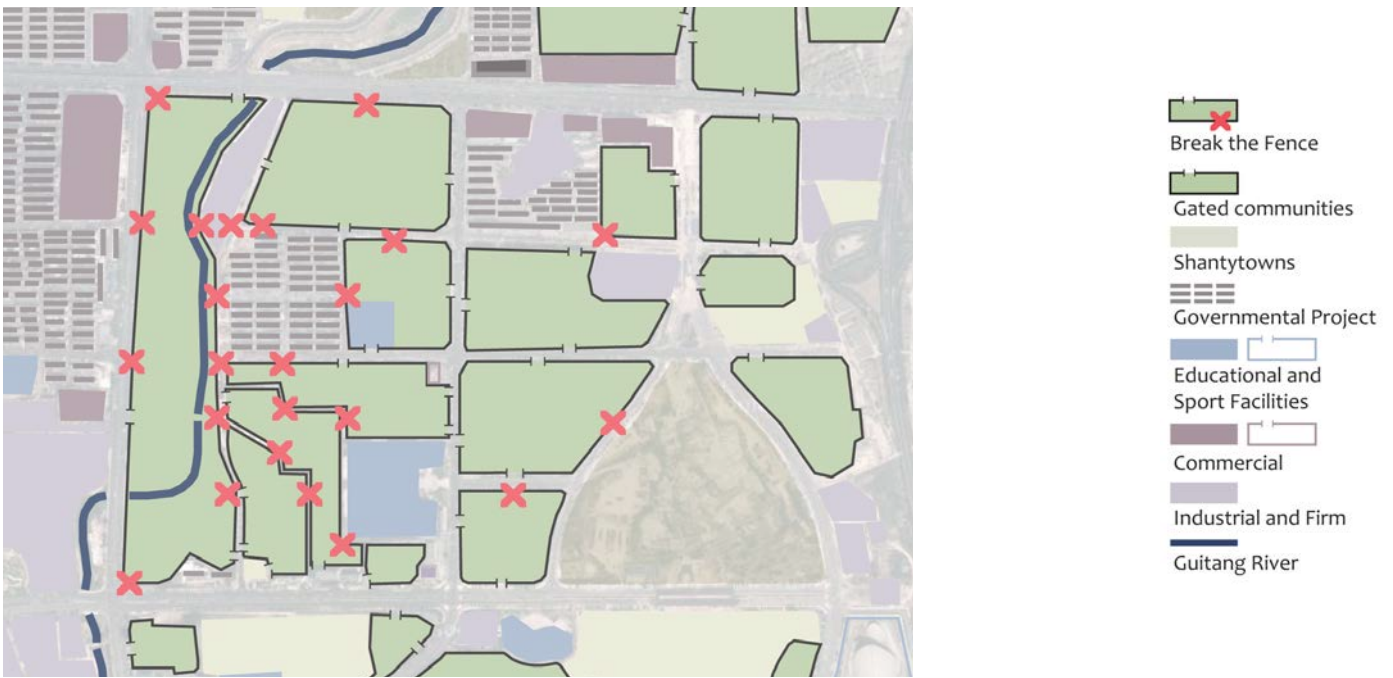 Break the Fence
Gated communities
Shantytowns
Governmental Project
Educational and
Sport Facilities
Commercial
Industrial and Firm
Guitang River